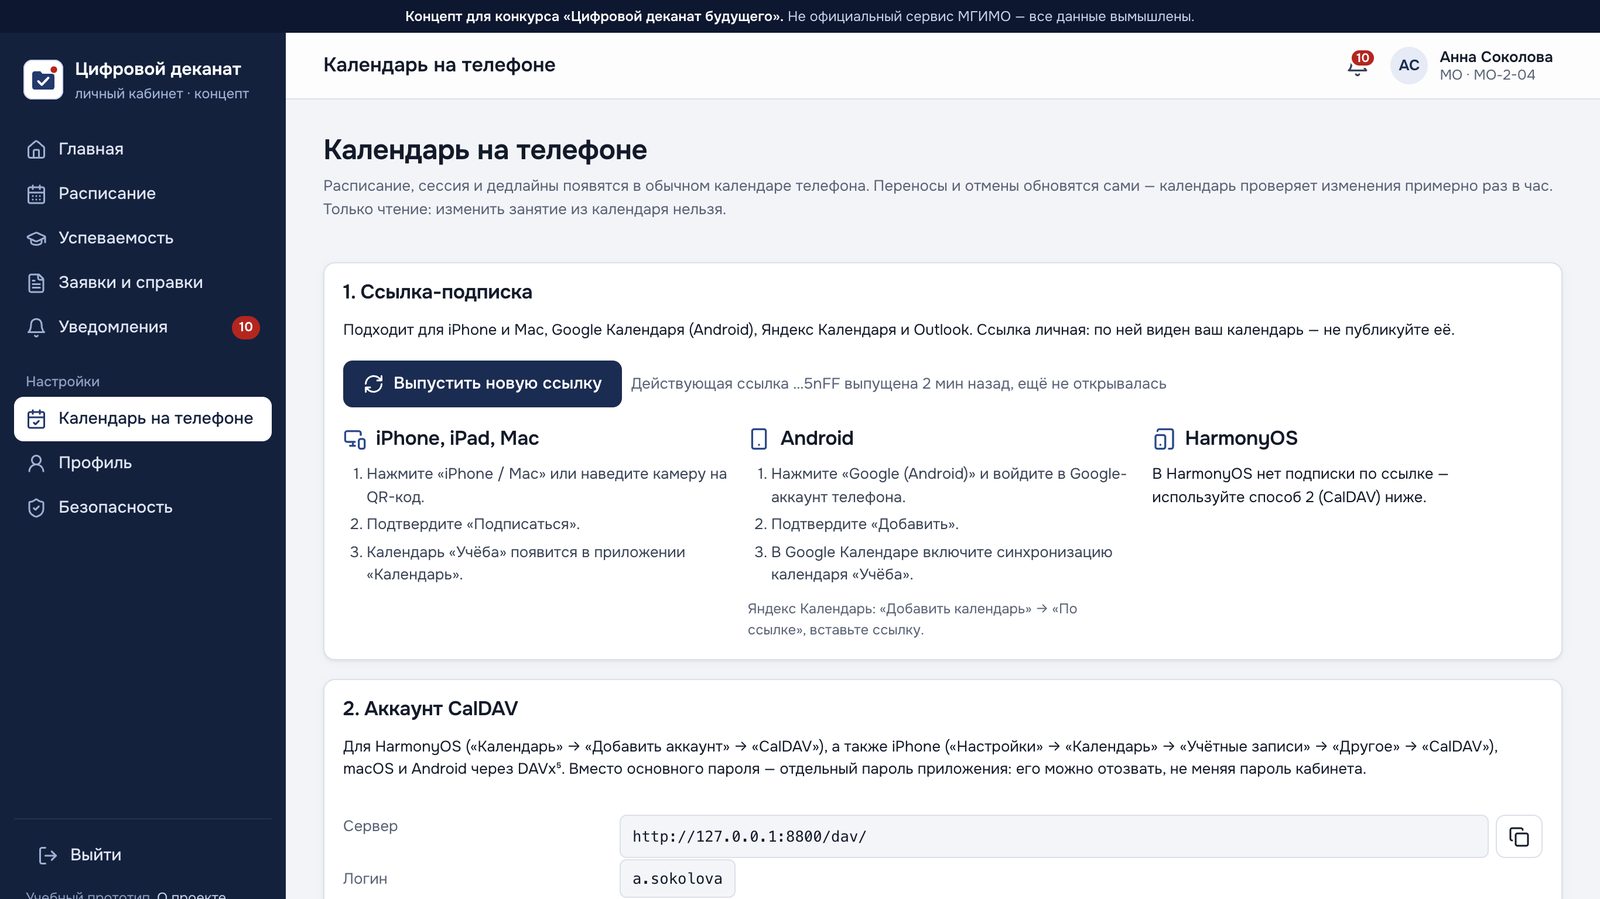 Концепт для конкурса «Цифровой деканат будущего». Не официальный сервис МГИМО — все данные вымышлены.
Цифровой деканат
личный кабинет · концепт
Главная
Расписание
Успеваемость
Заявки и справки
Уведомления 10
Настройки
Календарь на телефоне
Профиль
Безопасность
Выйти
Учебный прототип. О проекте
Календарь на телефоне
10
АС
Анна Соколова
МО · МО-2-04
Календарь на телефоне
Расписание, сессия и дедлайны появятся в обычном календаре телефона. Переносы и отмены обновятся сами — календарь проверяет изменения примерно раз в час.
Только чтение: изменить занятие из календаря нельзя.
1. Ссылка-подписка
Подходит для iPhone и Mac, Google Календаря (Android), Яндекс Календаря и Outlook. Ссылка личная: по ней виден ваш календарь — не публикуйте её.
Выпустить новую ссылку
Действующая ссылка …5nFF выпущена 2 мин назад, ещё не открывалась
iPhone, iPad, Mac
1. Нажмите «iPhone / Mac» или наведите камеру на
QR-код.
2. Подтвердите «Подписаться».
3. Календарь «Учёба» появится в приложении
«Календарь».
Android
1. Нажмите «Google (Android)» и войдите в Google-
аккаунт телефона.
2. Подтвердите «Добавить».
3. В Google Календаре включите синхронизацию
календаря «Учёба».
Яндекс Календарь: «Добавить календарь» → «По
ссылке», вставьте ссылку.
HarmonyOS
В HarmonyOS нет подписки по ссылке —
используйте способ 2 (CalDAV) ниже.
2. Аккаунт CalDAV
Для HarmonyOS («Календарь» → «Добавить аккаунт» → «CalDAV»), а также iPhone («Настройки» → «Календарь» → «Учётные записи» → «Другое» → «CalDAV»),
macOS и Android через DAVx⁵. Вместо основного пароля — отдельный пароль приложения: его можно отозвать, не меняя пароль кабинета.
Сервер
http://127.0.0.1:8800/dav/
Логин
a.sokolova